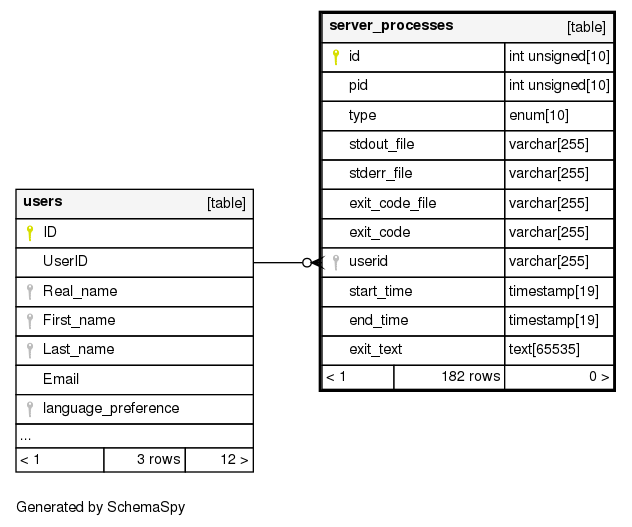 server_processes [table]
id int unsigned[10]
pid int unsigned[10]
type enum[10]
stdout_file varchar[255]
stderr_file varchar[255]
exit_code_file varchar[255]
exit_code varchar[255]
userid varchar[255]
start_time timestamp[19]
end_time timestamp[19]
exit_text text[65535]
< 1 182 rows 0 >
users [table]
ID
UserID
Real_name
First_name
Last_name
Email
language_preference
...
< 1 3 rows 12 >
Generated by SchemaSpy